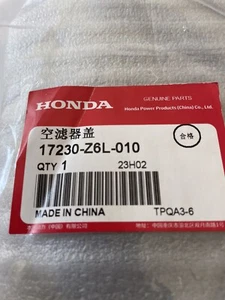 HONDA
GENUINE PARTS
Honda Power Products (China) Co., Ltd.
空滤器盖
合格
17230-Z6L-010
QTY 1 23H02
MADE IN CHINA TPQA3-6